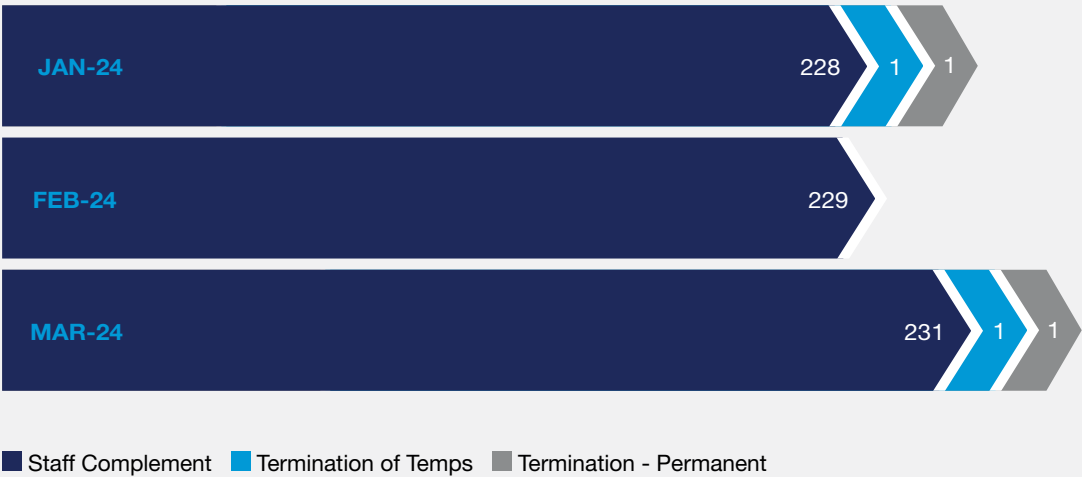 JAN-24 228 1 1
FEB-24 229
MAR-24 231 1 1
Staff Complement Termination of Temps Termination - Permanent